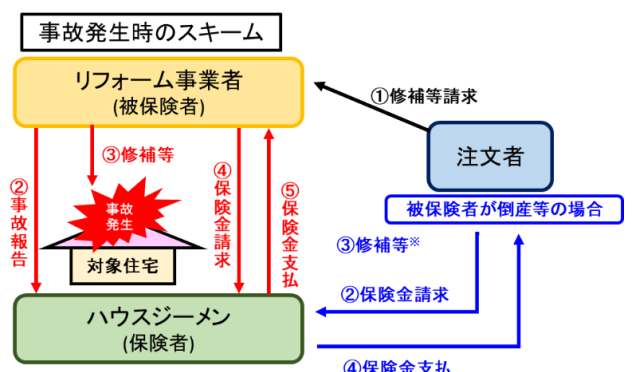 事故発生時のスキーム
リフォーム事業者
(被保険者)
①修補等請求
注文者
被保険者が倒産等の場合
②事故報告
③修補等
事故
発生
対象住宅
④保険金請求
⑤保険金支払
③修補等※
②保険金請求
ハウスジーメン
(保険者)
④保険金支払